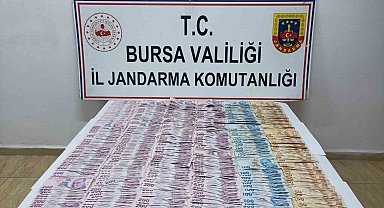 T.C.
BURSA VALİLİĞİ
İL JANDARMA KOMUTANLIĞI